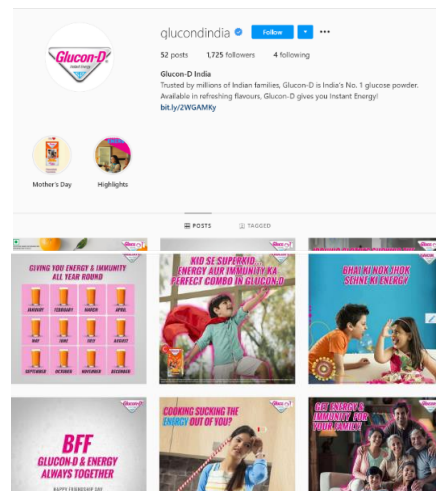 glucondindia Follow
52 posts 1,725 followers 4 following
Glucon-D India
Trusted by millions of Indian families, Glucon-D is India's No. 1 glucose powder.
Available in refreshing flavours, Glucon-D gives you Instant Energy!
bit.ly/2WGAMKy
Glucon-D
Mother's Day Highlights
POSTS TAGGED
GIVING YOU ENERGY & IMMUNITY
ALL YEAR ROUND
JANUARY FEBRUARY MARCH APRIL
MAY JUNE JULY AUGUST
SEPTEMBER OCTOBER NOVEMBER DECEMBER
KID SE SUPERKID...
ENERGY AUR IMMUNITY KA
PERFECT COMBO IN GLUCON-D
BHAI KI NOK JHOK
SEHNE KI ENERGY
BFF
GLUCON-D & ENERGY
ALWAYS TOGETHER
HAPPY FRIENDSHIP DAY
COOKING SUCKING THE
ENERGY OUT OF YOU?
GET ENERGY &
IMMUNITY FOR
YOUR FAMILY